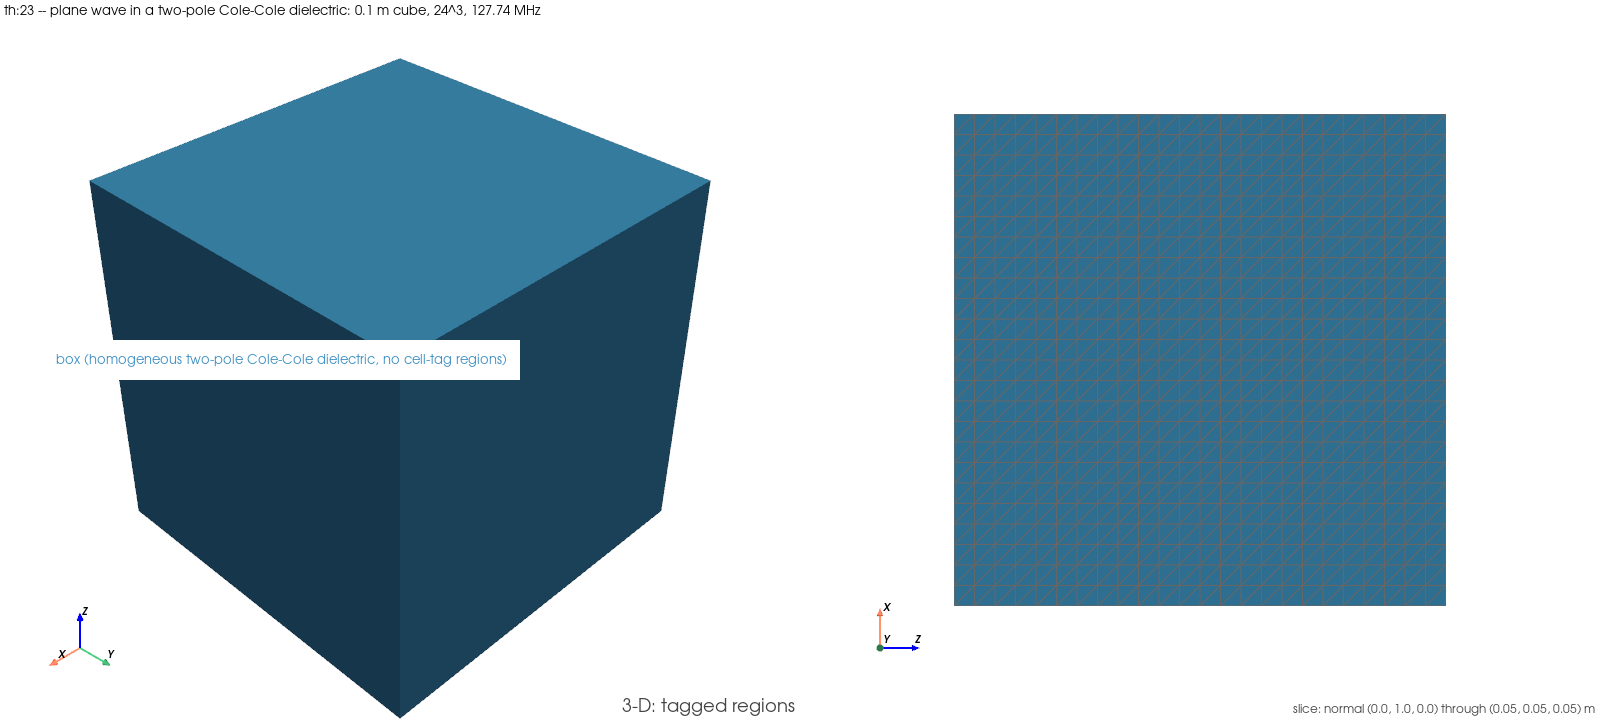 th:23 -- plane wave in a two-pole Cole-Cole dielectric: 0.1 m cube, 24^3, 127.74 MHz
box (homogeneous two-pole Cole-Cole dielectric, no cell-tag regions)
Z
X
Y
X
Y
Z
3-D: tagged regions
slice: normal (0.0, 1.0, 0.0) through (0.05, 0.05, 0.05) m